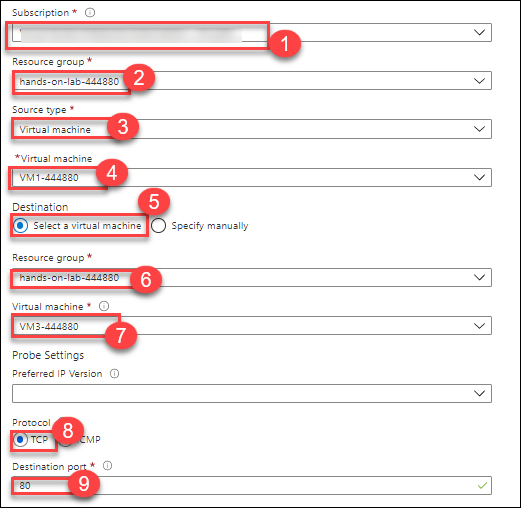 Subscription *
1
Resource group *
hands-on-lab-444880 2
Source type *
Virtual machine 3
*Virtual machine
VM1-444880 4
Destination 5
Select a virtual machine Specify manually
Resource group *
hands-on-lab-444880 6
Virtual machine *
VM3-444880 7
Probe Settings
Preferred IP Version
Protocol 8
TCP CMP
Destination port *
80 9